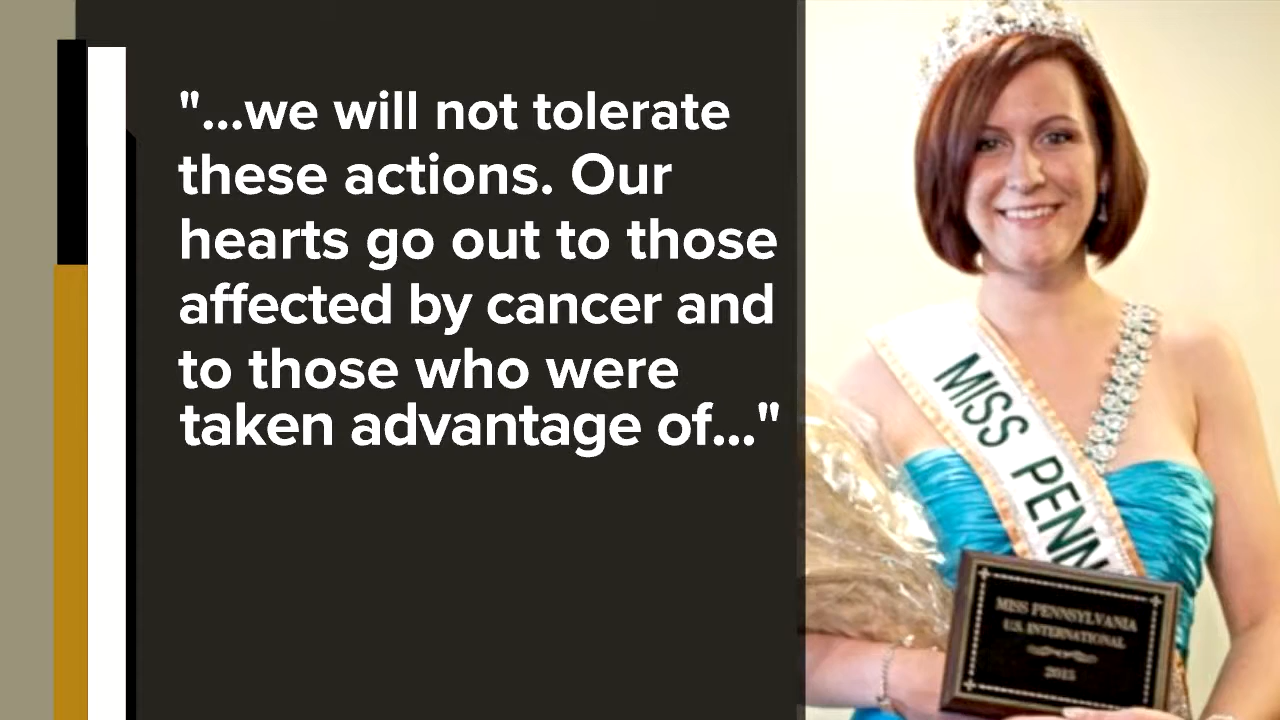 "...we will not tolerate
these actions. Our
hearts go out to those
affected by cancer and
to those who were
taken advantage of..."
MISS PENN
MISS PENNSYLVANIA
U.S. INTERNATIONAL
2015